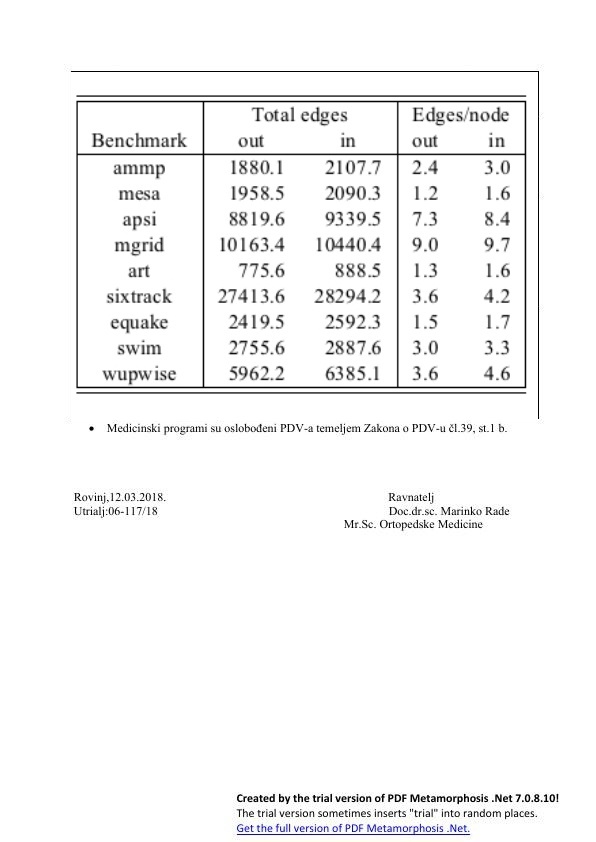 Total edges Edges/node
Benchmark out in out in
ammp 1880.1 2107.7 2.4 3.0
mesa 1958.5 2090.3 1.2 1.6
apsi 8819.6 9339.5 7.3 8.4
mgrid 10163.4 10440.4 9.0 9.7
art 775.6 888.5 1.3 1.6
sixtrack 27413.6 28294.2 3.6 4.2
equake 2419.5 2592.3 1.5 1.7
swim 2755.6 2887.6 3.0 3.3
wupwise 5962.2 6385.1 3.6 4.6
• Medicinski programi su oslobođeni PDV-a temeljem Zakona o PDV-u čl.39, st.1 b.
Rovinj,12.03.2018. Ravnatelj
Utrialj:06-117/18 Doc.dr.sc. Marinko Rade
Mr.Sc. Ortopedske Medicine
Created by the trial version of PDF Metamorphosis .Net 7.0.8.10!
The trial version sometimes inserts "trial" into random places.
Get the full version of PDF Metamorphosis .Net.